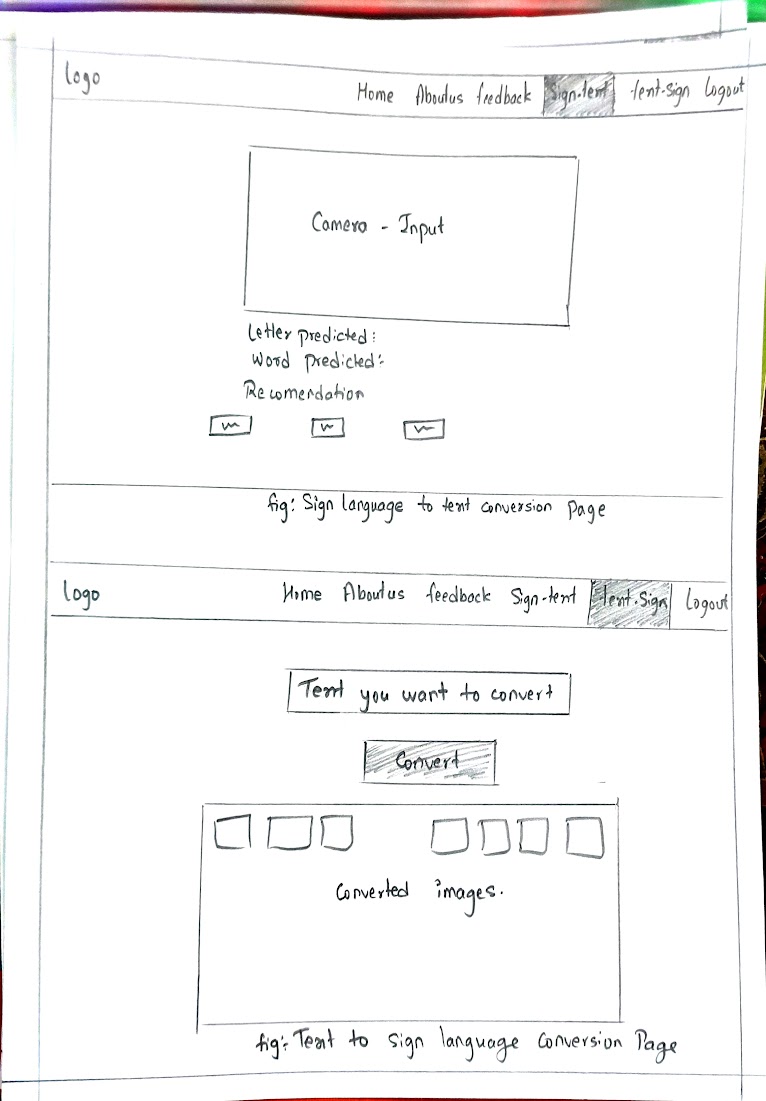 Logo
Home Aboutus feedback Sign-text text-sign Logout
Camera - Input
Letter predicted:
Word predicted:
Recomendation
fig: Sign language to text conversion Page
Logo
Home Aboutus feedback Sign-text text-Sign Logout
Text you want to convert
Convert
Converted images.
fig: Text to sign language conversion Page